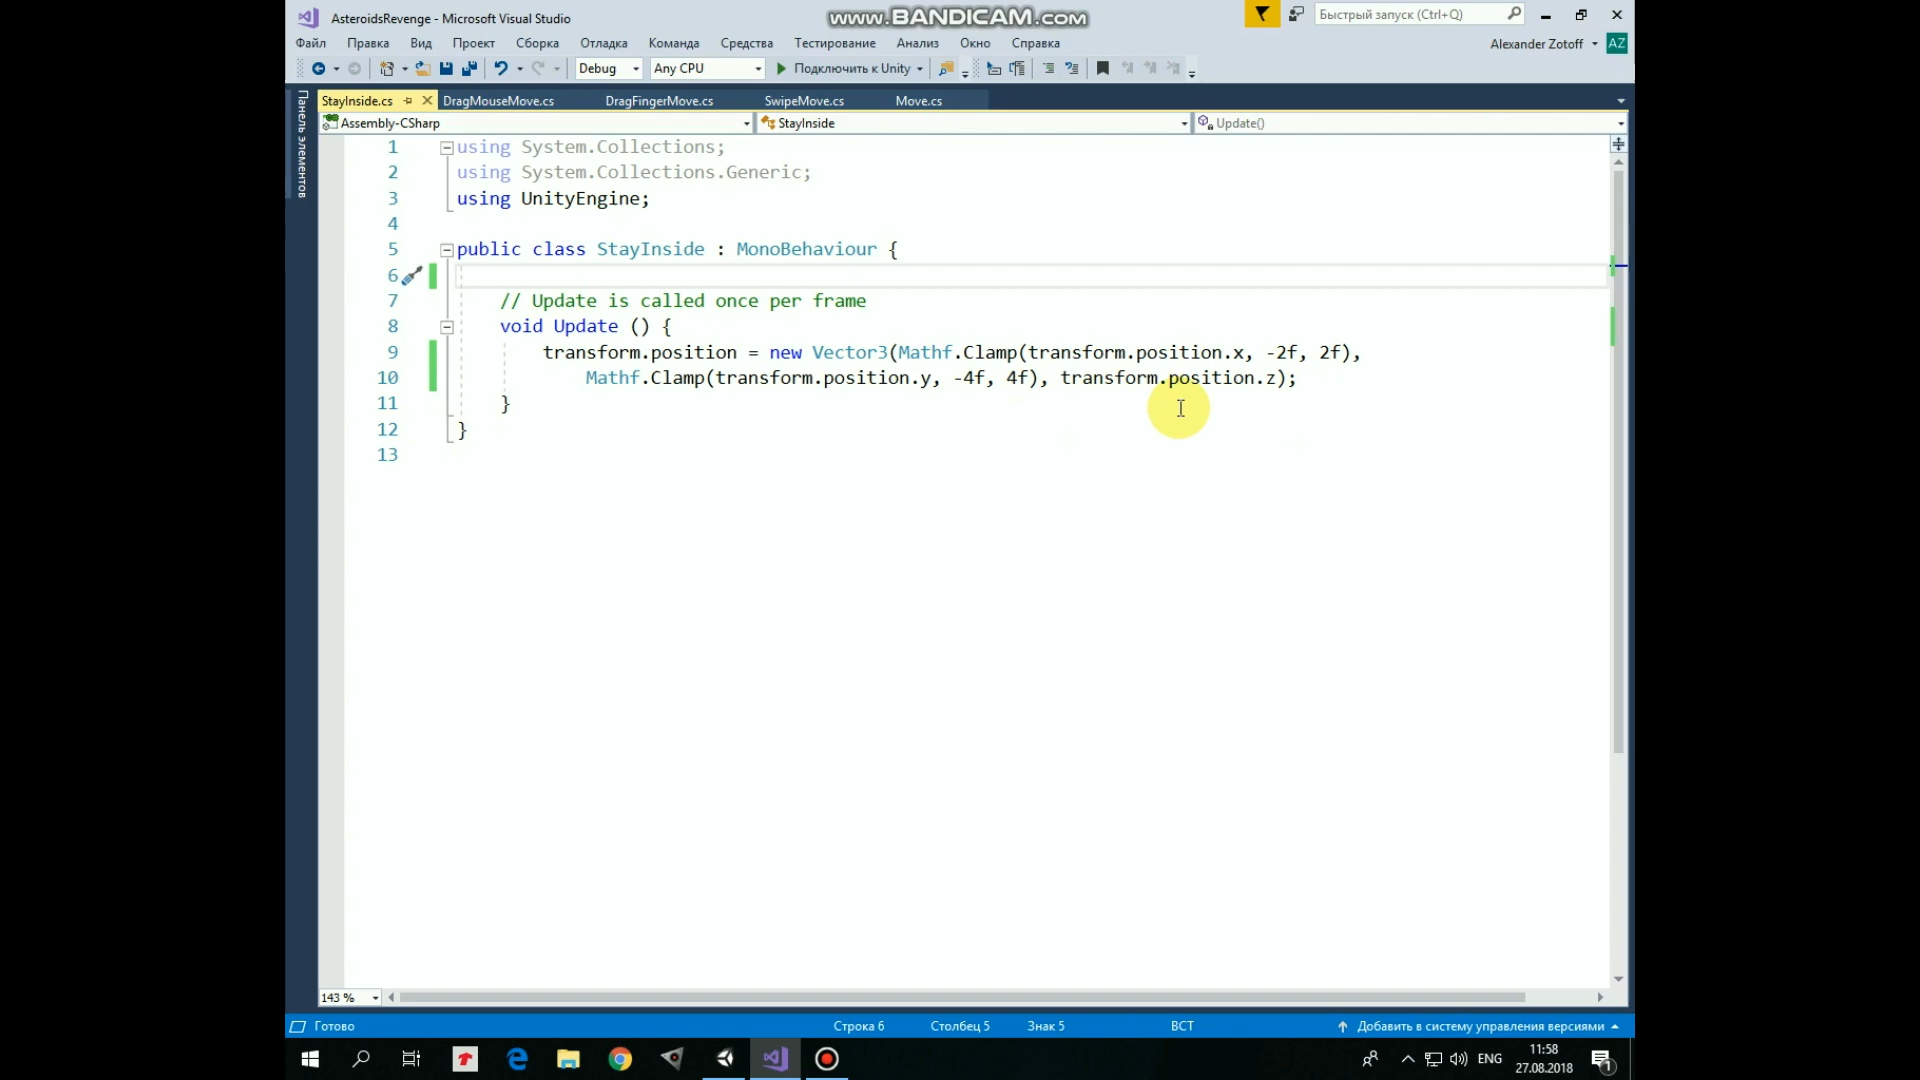 AsteroidsRevenge - Microsoft Visual Studio
www.BANDICAM.com
Быстрый запуск (Ctrl+Q)
Файл Правка Вид Проект Сборка Отладка Команда Средства Тестирование Анализ Окно Справка
Alexander Zotoff AZ
Debug Any CPU Подключить к Unity
Панель элементов
StayInside.cs DragMouseMove.cs DragFingerMove.cs SwipeMove.cs Move.cs
Assembly-CSharp StayInside Update()
1 using System.Collections;
2 using System.Collections.Generic;
3 using UnityEngine;
4
5 public class StayInside : MonoBehaviour {
6
7 // Update is called once per frame
8 void Update () {
9 transform.position = new Vector3(Mathf.Clamp(transform.position.x, -2f, 2f),
10 Mathf.Clamp(transform.position.y, -4f, 4f), transform.position.z);
11 }
12 }
13
143 %
Готово Строка 6 Столбец 5 Знак 5 ВСТ Добавить в систему управления версиями
ENG 11:58
27.08.2018
1